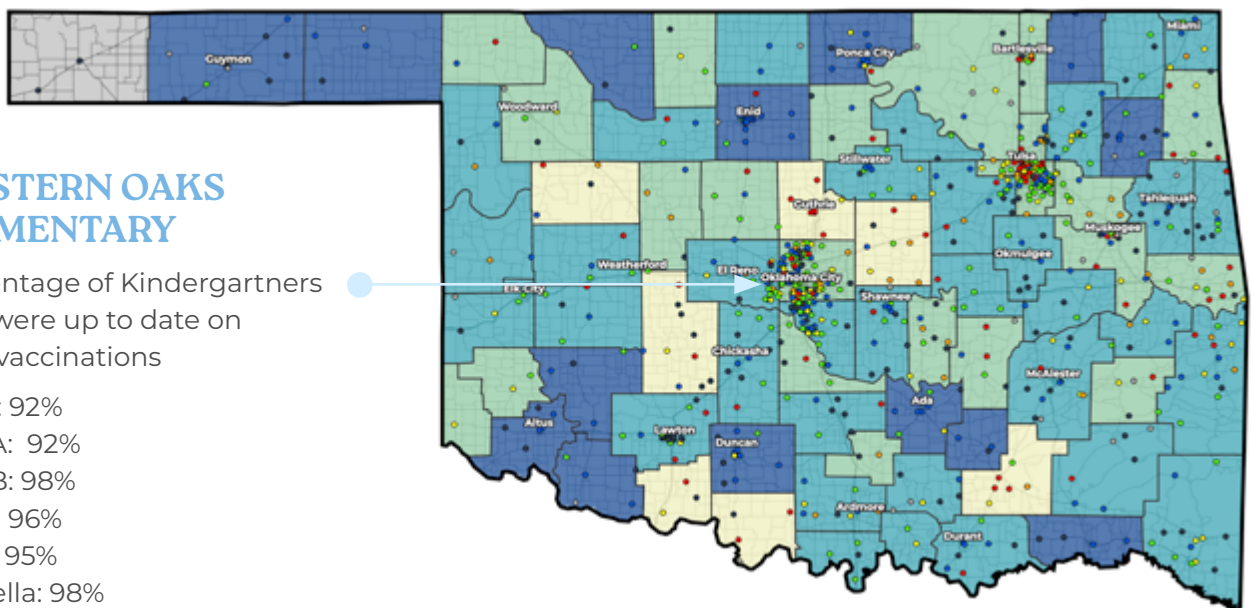 STERN OAKS
MENTARY
ntage of Kindergartners
were up to date on
vaccinations
: 92%
A: 92%
B: 98%
96%
95%
ella: 98%
Guymon
Woodward
Enid
Ponca City
Bartlesville
Miami
Stillwater
Tulsa
Tahlequah
Guthrie
Muskogee
Weatherford
El Reno
Oklahoma City
Okmulgee
Elk City
Shawnee
Chickasha
McAlester
Altus
Lawton
Duncan
Ada
Ardmore
Durant